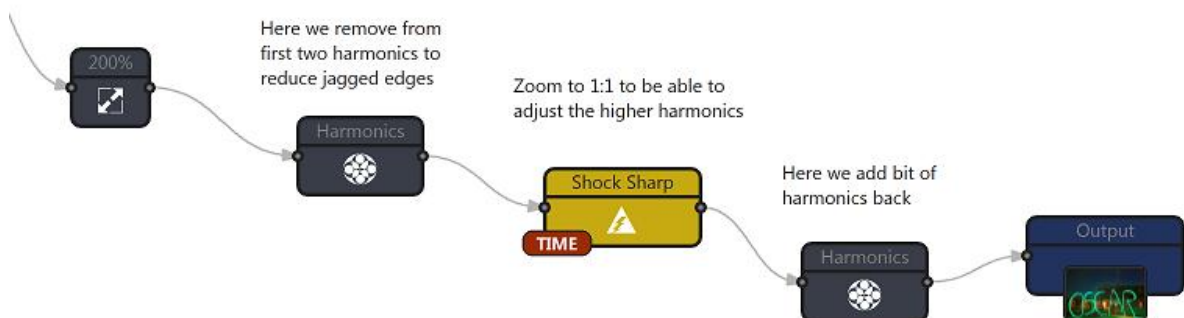 200%
Here we remove from
first two harmonics to
reduce jagged edges
Harmonics
Zoom to 1:1 to be able to
adjust the higher harmonics
Shock Sharp
TIME
Here we add bit of
harmonics back
Harmonics
Output
OSCAR